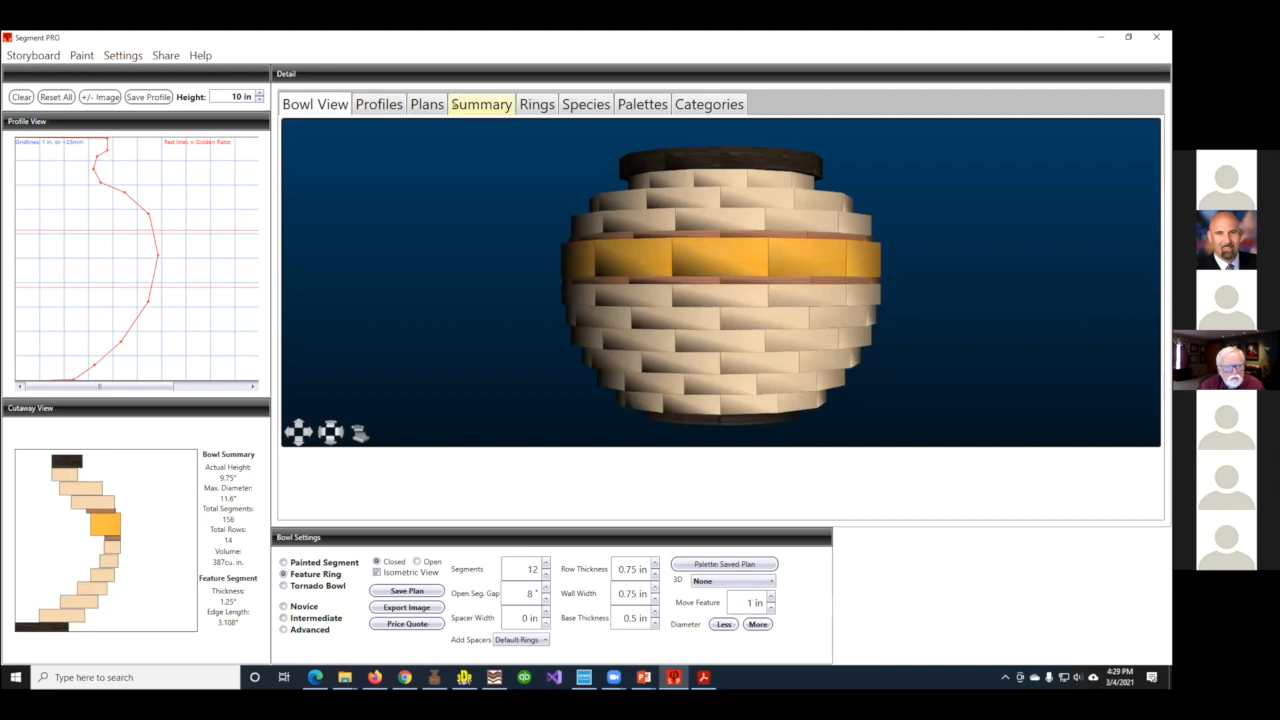 Segment PRO
Storyboard Paint Settings Share Help
Detail
Clear Reset All +/- Image Save Profile Height: 10 in
Bowl View Profiles Plans Summary Rings Species Palettes Categories
Profile View
Gridlines: 1 in. or ~25mm Red lines = Golden Ratio
Cutaway View
Bowl Summary
Actual Height:
9.75"
Max. Diameter:
11.6"
Total Segments:
156
Total Rows:
14
Volume:
387cu. in.
Feature Segment
Thickness:
1.25"
Edge Length:
3.108"
Bowl Settings
Painted Segment
Feature Ring
Tornado Bowl
Novice
Intermediate
Advanced
Closed Open
Isometric View
Save Plan
Export Image
Price Quote
Segments 12
Open Seg. Gap 8 °
Spacer Width 0 in
Add Spacers Default Rings
Row Thickness 0.75 in
Wall Width 0.75 in
Base Thickness 0.5 in
Palette: Saved Plan
3D None
Move Feature 1 in
Diameter Less More
Type here to search
4:29 PM
3/4/2021